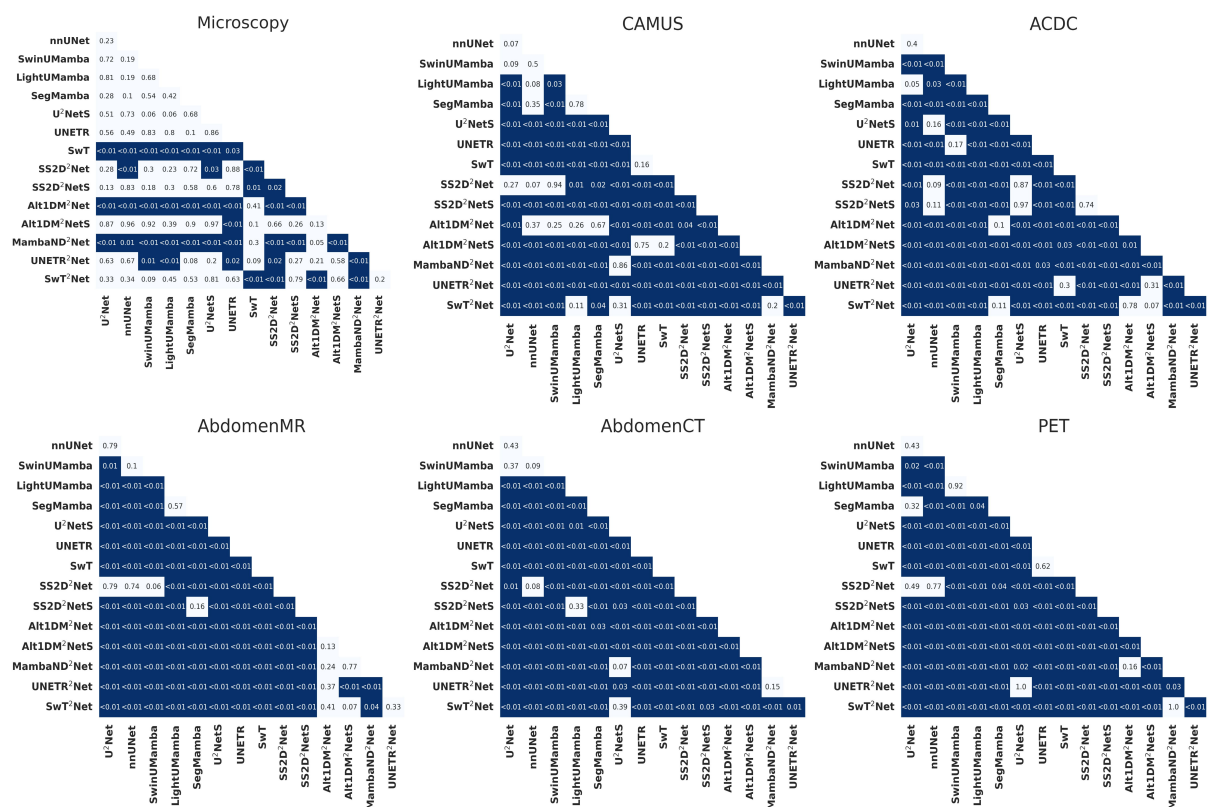 Microscopy
nnUNet 0.23
SwinUMamba 0.72 0.19
LightUMamba 0.81 0.19 0.68
SegMamba 0.28 0.1 0.54 0.42
U²NetS 0.51 0.73 0.06 0.06 0.68
UNETR 0.56 0.49 0.83 0.8 0.1 0.86
SwT <0.01 <0.01 <0.01 <0.01 <0.01 <0.01 0.03
SS2D²Net 0.28 <0.01 0.3 0.23 0.72 0.03 0.88 <0.01
SS2D²NetS 0.13 0.83 0.18 0.3 0.58 0.6 0.78 0.01 0.02
Alt1DM²Net <0.01 <0.01 <0.01 <0.01 <0.01 <0.01 <0.01 0.41 <0.01 <0.01
Alt1DM²NetS 0.87 0.96 0.92 0.39 0.9 0.97 <0.01 0.1 0.66 0.26 0.13
MambaND²Net <0.01 0.01 <0.01 <0.01 <0.01 <0.01 <0.01 0.3 <0.01 <0.01 0.05 <0.01
UNETR²Net 0.63 0.67 0.01 <0.01 0.08 0.2 0.02 0.09 0.02 0.27 0.21 0.58 <0.01
SwT²Net 0.33 0.34 0.09 0.45 0.53 0.81 0.63 <0.01 <0.01 0.79 <0.01 0.66 <0.01 0.2
U²Net nnUNet SwinUMamba LightUMamba SegMamba U²NetS UNETR SwT SS2D²Net SS2D²NetS Alt1DM²Net Alt1DM²NetS MambaND²Net UNETR²Net
CAMUS
nnUNet 0.07
SwinUMamba 0.09 0.5
LightUMamba <0.01 0.08 0.03
SegMamba <0.01 0.35 <0.01 0.78
U²NetS <0.01 <0.01 <0.01 <0.01 <0.01
UNETR <0.01 <0.01 <0.01 <0.01 <0.01 <0.01
SwT <0.01 <0.01 <0.01 <0.01 <0.01 <0.01 0.16
SS2D²Net 0.27 0.07 0.94 0.01 0.02 <0.01 <0.01 <0.01
SS2D²NetS <0.01 <0.01 <0.01 <0.01 <0.01 <0.01 <0.01 <0.01 <0.01
Alt1DM²Net <0.01 0.37 0.25 0.26 0.67 <0.01 <0.01 <0.01 0.04 <0.01
Alt1DM²NetS <0.01 <0.01 <0.01 <0.01 <0.01 <0.01 0.75 0.2 <0.01 <0.01 <0.01
MambaND²Net <0.01 <0.01 <0.01 <0.01 <0.01 0.86 <0.01 <0.01 <0.01 <0.01 <0.01 <0.01
UNETR²Net <0.01 <0.01 <0.01 <0.01 <0.01 <0.01 <0.01 <0.01 <0.01 <0.01 <0.01 <0.01 <0.01
SwT²Net <0.01 <0.01 <0.01 0.11 0.04 0.31 <0.01 <0.01 <0.01 <0.01 <0.01 <0.01 0.2 <0.01
U²Net nnUNet SwinUMamba LightUMamba SegMamba U²NetS UNETR SwT SS2D²Net SS2D²NetS Alt1DM²Net Alt1DM²NetS MambaND²Net UNETR²Net
ACDC
nnUNet 0.4
SwinUMamba <0.01 <0.01
LightUMamba 0.05 0.03 <0.01
SegMamba <0.01 <0.01 <0.01 <0.01
U²NetS 0.01 0.16 <0.01 <0.01 <0.01
UNETR <0.01 <0.01 0.17 <0.01 <0.01 <0.01
SwT <0.01 <0.01 <0.01 <0.01 <0.01 <0.01 <0.01
SS2D²Net <0.01 0.09 <0.01 <0.01 <0.01 0.87 <0.01 <0.01
SS2D²NetS 0.03 0.11 <0.01 <0.01 <0.01 0.97 <0.01 <0.01 0.74
Alt1DM²Net <0.01 <0.01 <0.01 <0.01 0.1 <0.01 <0.01 <0.01 <0.01 <0.01
Alt1DM²NetS <0.01 <0.01 <0.01 <0.01 <0.01 <0.01 <0.01 0.03 <0.01 <0.01 0.01
MambaND²Net <0.01 <0.01 <0.01 <0.01 <0.01 <0.01 0.03 <0.01 <0.01 <0.01 <0.01 <0.01
UNETR²Net <0.01 <0.01 <0.01 <0.01 <0.01 <0.01 <0.01 0.3 <0.01 <0.01 <0.01 0.31 <0.01
SwT²Net <0.01 <0.01 <0.01 <0.01 0.11 <0.01 <0.01 <0.01 <0.01 <0.01 0.78 0.07 <0.01 <0.01
U²Net nnUNet SwinUMamba LightUMamba SegMamba U²NetS UNETR SwT SS2D²Net SS2D²NetS Alt1DM²Net Alt1DM²NetS MambaND²Net UNETR²Net
AbdomenMR
nnUNet 0.79
SwinUMamba 0.01 0.1
LightUMamba <0.01 <0.01 <0.01
SegMamba <0.01 <0.01 <0.01 0.57
U²NetS <0.01 <0.01 <0.01 <0.01 <0.01
UNETR <0.01 <0.01 <0.01 <0.01 <0.01 <0.01
SwT <0.01 <0.01 <0.01 <0.01 <0.01 <0.01 <0.01
SS2D²Net 0.79 0.74 0.06 <0.01 <0.01 <0.01 <0.01 <0.01
SS2D²NetS <0.01 <0.01 <0.01 <0.01 0.16 <0.01 <0.01 <0.01 <0.01
Alt1DM²Net <0.01 <0.01 <0.01 <0.01 <0.01 <0.01 <0.01 <0.01 <0.01 <0.01
Alt1DM²NetS <0.01 <0.01 <0.01 <0.01 <0.01 <0.01 <0.01 <0.01 <0.01 <0.01 0.13
MambaND²Net <0.01 <0.01 <0.01 <0.01 <0.01 <0.01 <0.01 <0.01 <0.01 <0.01 0.24 0.77
UNETR²Net <0.01 <0.01 <0.01 <0.01 <0.01 <0.01 <0.01 <0.01 <0.01 <0.01 0.37 <0.01 <0.01
SwT²Net <0.01 <0.01 <0.01 <0.01 <0.01 <0.01 <0.01 <0.01 <0.01 <0.01 0.41 0.07 0.04 0.33
U²Net nnUNet SwinUMamba LightUMamba SegMamba U²NetS UNETR SwT SS2D²Net SS2D²NetS Alt1DM²Net Alt1DM²NetS MambaND²Net UNETR²Net
AbdomenCT
nnUNet 0.43
SwinUMamba 0.37 0.09
LightUMamba <0.01 <0.01 <0.01
SegMamba <0.01 <0.01 <0.01 <0.01
U²NetS <0.01 <0.01 <0.01 0.01 <0.01
UNETR <0.01 <0.01 <0.01 <0.01 <0.01 <0.01
SwT <0.01 <0.01 <0.01 <0.01 <0.01 <0.01 <0.01
SS2D²Net 0.01 0.08 <0.01 <0.01 <0.01 <0.01 <0.01 <0.01
SS2D²NetS <0.01 <0.01 <0.01 0.33 <0.01 0.03 <0.01 <0.01 <0.01
Alt1DM²Net <0.01 <0.01 <0.01 <0.01 0.03 <0.01 <0.01 <0.01 <0.01 <0.01
Alt1DM²NetS <0.01 <0.01 <0.01 <0.01 <0.01 <0.01 <0.01 <0.01 <0.01 <0.01 <0.01
MambaND²Net <0.01 <0.01 <0.01 <0.01 <0.01 0.07 <0.01 <0.01 <0.01 <0.01 <0.01 <0.01
UNETR²Net <0.01 <0.01 <0.01 <0.01 <0.01 0.03 <0.01 <0.01 <0.01 <0.01 <0.01 <0.01 0.15
SwT²Net <0.01 <0.01 <0.01 <0.01 <0.01 0.39 <0.01 <0.01 <0.01 0.03 <0.01 <0.01 <0.01 0.01
U²Net nnUNet SwinUMamba LightUMamba SegMamba U²NetS UNETR SwT SS2D²Net SS2D²NetS Alt1DM²Net Alt1DM²NetS MambaND²Net UNETR²Net
PET
nnUNet 0.43
SwinUMamba 0.02 <0.01
LightUMamba <0.01 <0.01 0.92
SegMamba 0.32 <0.01 <0.01 0.04
U²NetS <0.01 <0.01 <0.01 <0.01 <0.01
UNETR <0.01 <0.01 <0.01 <0.01 <0.01 <0.01
SwT <0.01 <0.01 <0.01 <0.01 <0.01 <0.01 0.62
SS2D²Net 0.49 0.77 <0.01 <0.01 0.04 <0.01 <0.01 <0.01
SS2D²NetS <0.01 <0.01 <0.01 <0.01 <0.01 0.03 <0.01 <0.01 <0.01
Alt1DM²Net <0.01 <0.01 <0.01 <0.01 <0.01 <0.01 <0.01 <0.01 <0.01 <0.01
Alt1DM²NetS <0.01 <0.01 <0.01 <0.01 <0.01 <0.01 <0.01 <0.01 <0.01 <0.01 <0.01
MambaND²Net <0.01 <0.01 <0.01 <0.01 <0.01 0.02 <0.01 <0.01 <0.01 <0.01 0.16 <0.01
UNETR²Net <0.01 <0.01 <0.01 <0.01 <0.01 1.0 <0.01 <0.01 <0.01 <0.01 <0.01 <0.01 0.03
SwT²Net <0.01 <0.01 <0.01 <0.01 <0.01 <0.01 <0.01 <0.01 <0.01 <0.01 <0.01 <0.01 1.0 <0.01
U²Net nnUNet SwinUMamba LightUMamba SegMamba U²NetS UNETR SwT SS2D²Net SS2D²NetS Alt1DM²Net Alt1DM²NetS MambaND²Net UNETR²Net